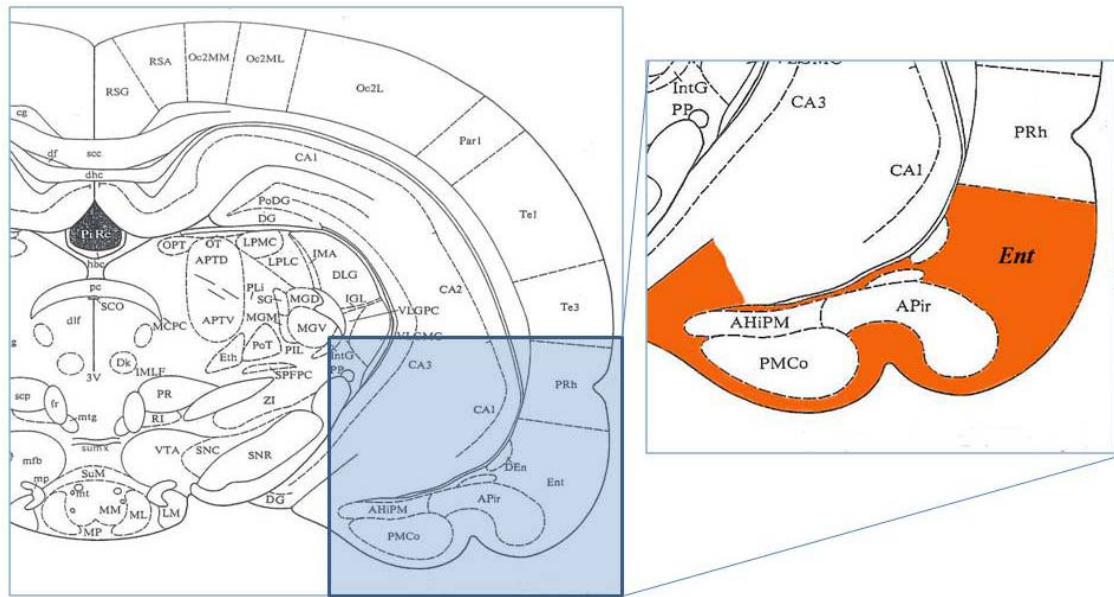 RSG
RSA
Oc2MM
Oc2ML
Oc2L
Par1
Te1
Te3
cg
df
scc
dhc
CA1
PoDG
DG
PiRe
OPT
OT
LPMC
IMA
APTD
LPLC
DLG
hbc
pc
SCO
PLi
SG
MGD
IGL
CA2
VLGPC
dlf
MCPC
APTV
MGM
MGV
VLGMC
Eth
PoT
PIL
IntG
PP
CA3
Dk
IMLF
3V
SPFPC
PRh
scp
fr
mtg
PR
RI
ZI
CA1
sumx
mfb
VTA
SNC
SNR
mp
SuM
DEn
mt
MM
ML
LM
DG
Ent
MP
AHiPM
APir
PMCo
IntG
PP
VLGMC
CA3
PRh
CA1
Ent
AHiPM
APir
PMCo